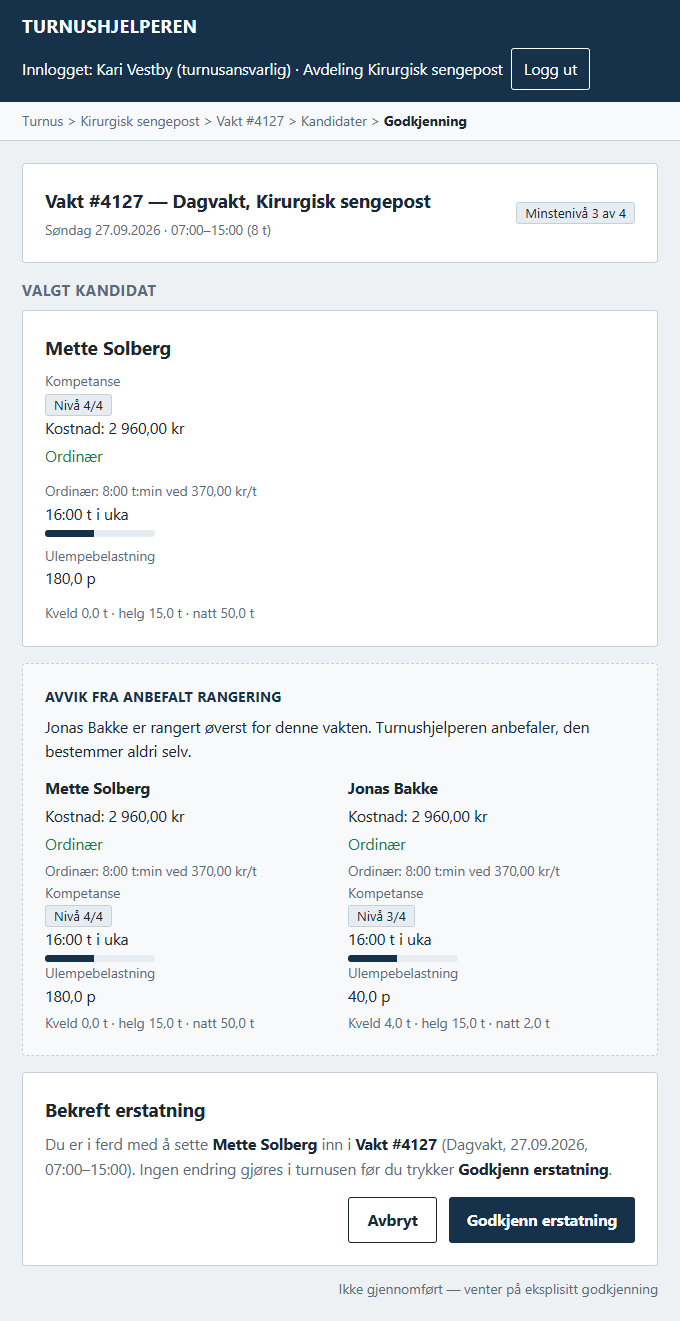 TURNUSHJELPEREN
Innlogget: Kari Vestby (turnusansvarlig) · Avdeling Kirurgisk sengepost
Logg ut
Turnus > Kirurgisk sengepost > Vakt #4127 > Kandidater > Godkjenning
Vakt #4127 — Dagvakt, Kirurgisk sengepost
Søndag 27.09.2026 · 07:00–15:00 (8 t)
Minstenivå 3 av 4
VALGT KANDIDAT
Mette Solberg
Kompetanse
Nivå 4/4
Kostnad: 2 960,00 kr
Ordinær
Ordinær: 8:00 t:min ved 370,00 kr/t
16:00 t i uka
Ulempebelastning
180,0 p
Kveld 0,0 t · helg 15,0 t · natt 50,0 t
AVVIK FRA ANBEFALT RANGERING
Jonas Bakke er rangert øverst for denne vakten. Turnushjelperen anbefaler, den
bestemmer aldri selv.
Mette Solberg
Kostnad: 2 960,00 kr
Ordinær
Ordinær: 8:00 t:min ved 370,00 kr/t
Kompetanse
Nivå 4/4
16:00 t i uka
Ulempebelastning
180,0 p
Kveld 0,0 t · helg 15,0 t · natt 50,0 t
Jonas Bakke
Kostnad: 2 960,00 kr
Ordinær
Ordinær: 8:00 t:min ved 370,00 kr/t
Kompetanse
Nivå 3/4
16:00 t i uka
Ulempebelastning
40,0 p
Kveld 4,0 t · helg 15,0 t · natt 2,0 t
Bekreft erstatning
Du er i ferd med å sette Mette Solberg inn i Vakt #4127 (Dagvakt, 27.09.2026,
07:00–15:00). Ingen endring gjøres i turnusen før du trykker Godkjenn erstatning.
Avbryt
Godkjenn erstatning
Ikke gjennomført — venter på eksplisitt godkjenning